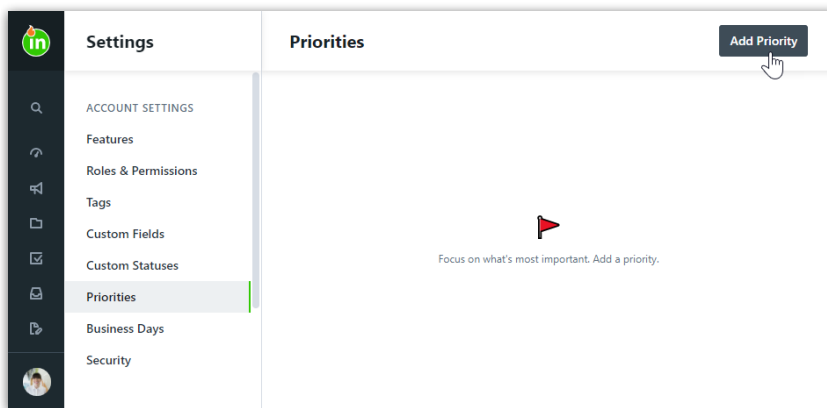 in
Settings
Priorities
Add Priority
ACCOUNT SETTINGS
Features
Roles & Permissions
Tags
Custom Fields
Custom Statuses
Priorities
Business Days
Security
Focus on what's most important. Add a priority.